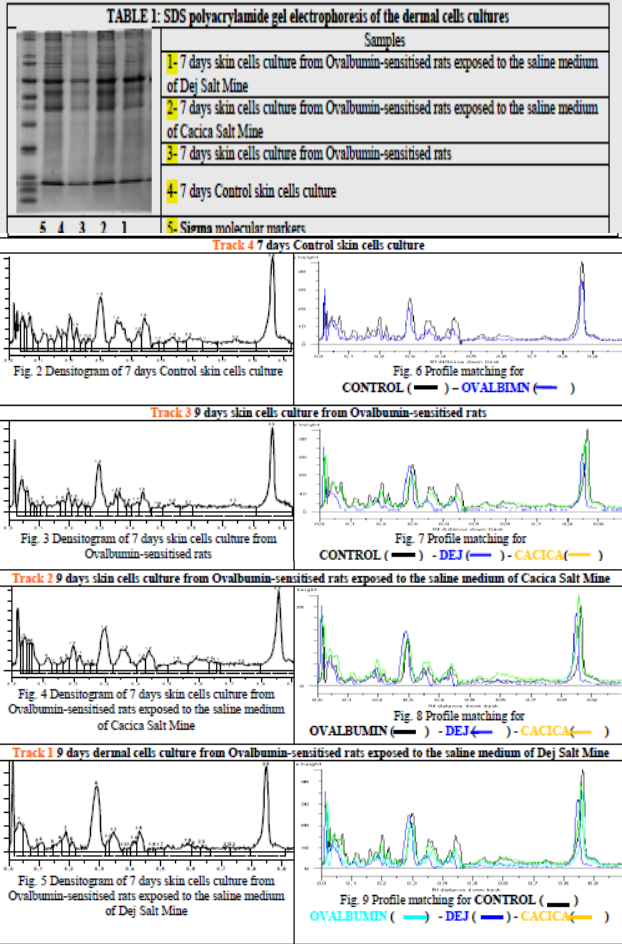 TABLE 1: SDS polyacrylamide gel electrophoresis of the dermal cells cultures
Samples
1- 7 days skin cells culture from Ovalbumin-sensitised rats exposed to the saline medium
of Dej Salt Mine
2- 7 days skin cells culture from Ovalbumin-sensitised rats exposed to the saline medium
of Cacica Salt Mine
3- 7 days skin cells culture from Ovalbumin-sensitised rats
4- 7 days Control skin cells culture
5- Sigma molecular markers
5 4 3 2 1
Track 4 7 days Control skin cells culture
Fig. 2 Densitogram of 7 days Control skin cells culture
Fig. 6 Profile matching for
CONTROL ( ) – OVALBIMN ( )
Track 3 9 days skin cells culture from Ovalbumin-sensitised rats
Fig. 3 Densitogram of 7 days skin cells culture from
Ovalbumin-sensitised rats
Fig. 7 Profile matching for
CONTROL ( ) - DEJ ( ) - CACICA( )
Track 2 9 days skin cells culture from Ovalbumin-sensitised rats exposed to the saline medium of Cacica Salt Mine
Fig. 4 Densitogram of 7 days skin cells culture from
Ovalbumin-sensitised rats exposed to the saline medium
of Cacica Salt Mine
Fig. 8 Profile matching for
OVALBUMIN ( ) - DEJ ( ) - CACICA( )
Track 1 9 days dermal cells culture from Ovalbumin-sensitised rats exposed to the saline medium of Dej Salt Mine
Fig. 5 Densitogram of 7 days skin cells culture from
Ovalbumin-sensitised rats exposed to the saline medium
of Dej Salt Mine
Fig. 9 Profile matching for CONTROL ( )
OVALBUMIN ( ) - DEJ ( ) - CACICA( )